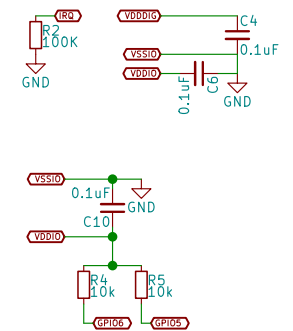 IRQ
R2
100K
GND
VDDDIG
C4
0.1uF
VSSIO
VDDIO
C6
0.1uF
GND
VSSIO
0.1uF
GND
C10
VDDIO
R4
10k
R5
10k
GPIO6
GPIO5